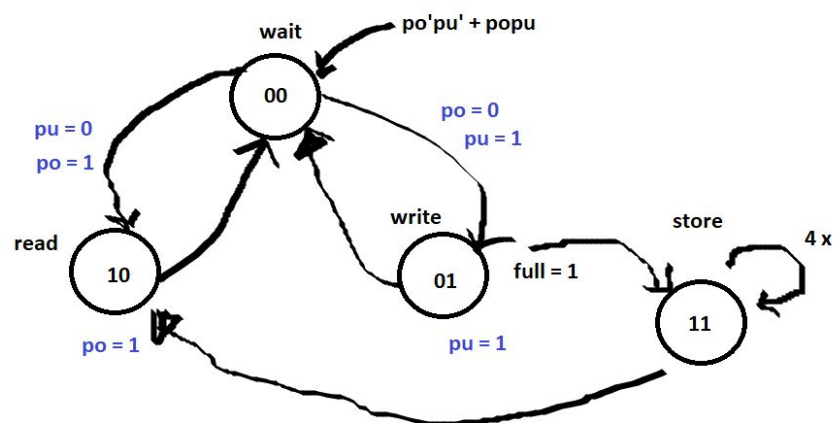 wait
po'pu' + popu
00
pu = 0
po = 1
po = 0
pu = 1
read
10
po = 1
write
01
pu = 1
full = 1
store
4 x
11